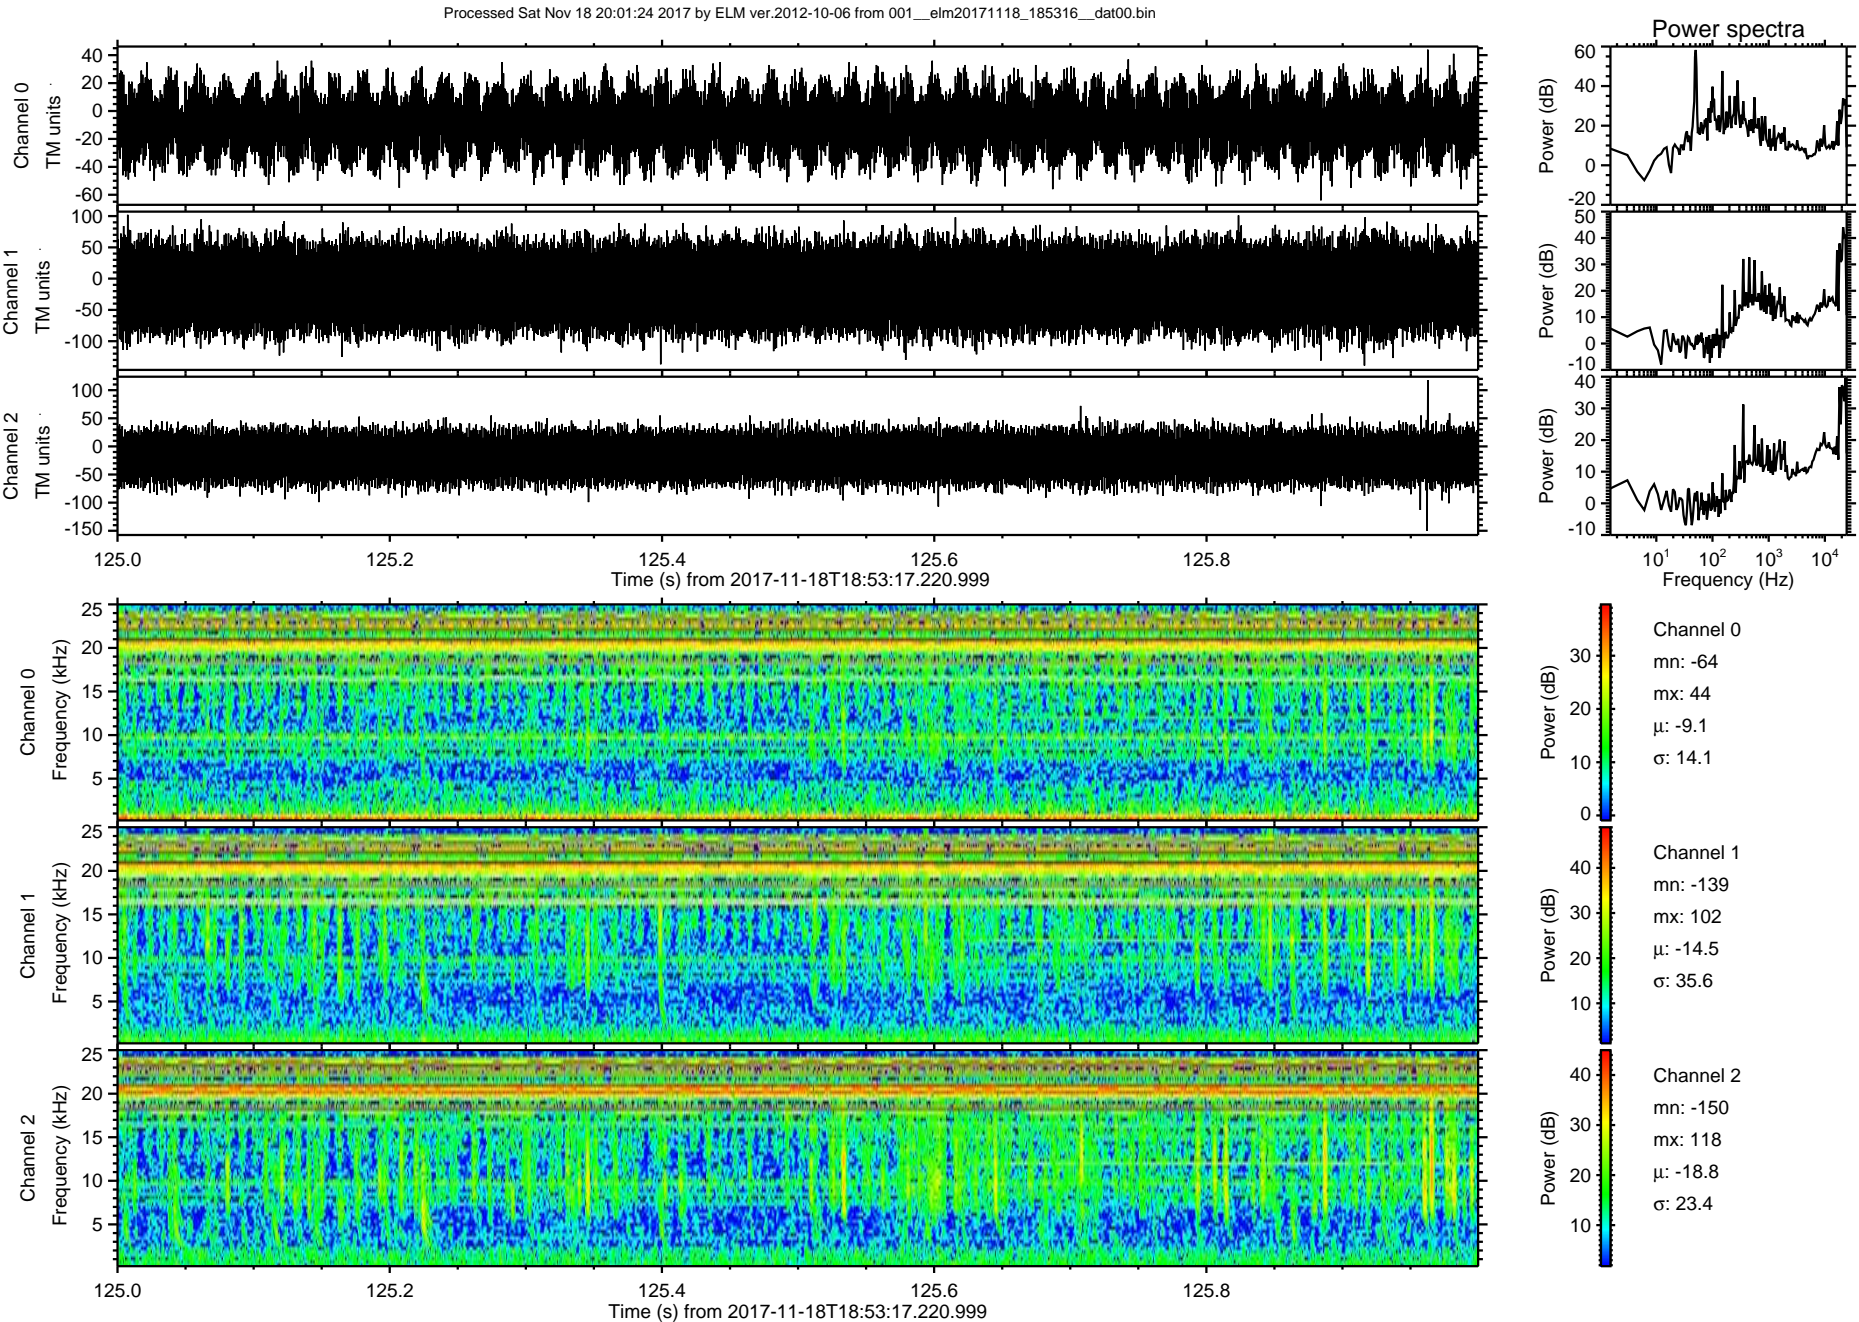 Processed Sat Nov 18 20:01:24 2017 by ELM ver.2012-10-06 from 001__elm20171118_185316__dat00.bin
Power spectra
Channel 0
TM units
40
20
0
-20
-40
-60
Power (dB)
60
40
20
0
-20
Channel 1
TM units
100
50
0
-50
-100
Power (dB)
50
40
30
20
10
0
-10
Channel 2
TM units
100
50
0
-50
-100
-150
Power (dB)
40
30
20
10
0
-10
125.0 125.2 125.4 125.6 125.8
Time (s) from 2017-11-18T18:53:17.220.999
10^1 10^2 10^3 10^4
Frequency (Hz)
Channel 0
Frequency (kHz)
25
20
15
10
5
Power (dB)
30
20
10
0
Channel 0
mn: -64
mx: 44
μ: -9.1
σ: 14.1
Channel 1
Frequency (kHz)
25
20
15
10
5
Power (dB)
40
30
20
10
Channel 1
mn: -139
mx: 102
μ: -14.5
σ: 35.6
Channel 2
Frequency (kHz)
25
20
15
10
5
Power (dB)
40
30
20
10
Channel 2
mn: -150
mx: 118
μ: -18.8
σ: 23.4
125.0 125.2 125.4 125.6 125.8
Time (s) from 2017-11-18T18:53:17.220.999